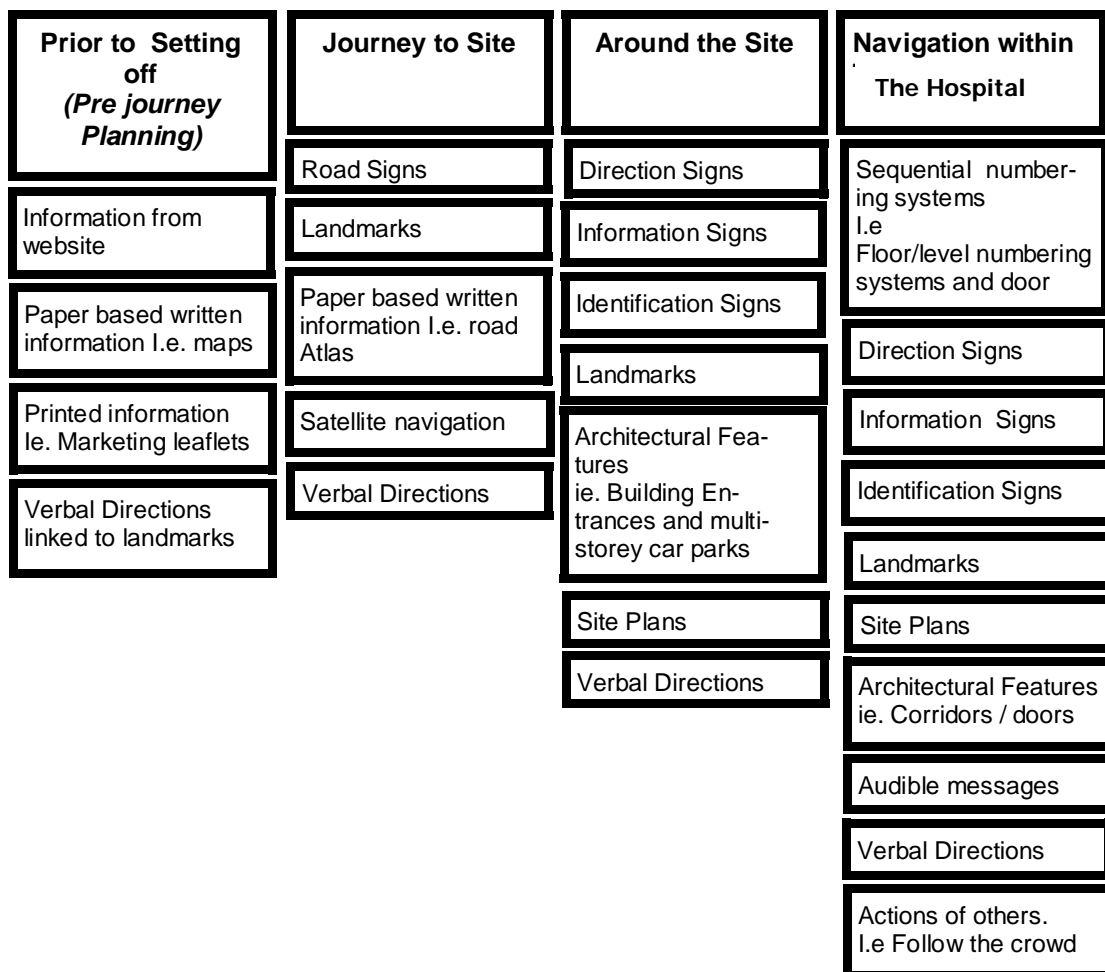 Prior to Setting
off
(Pre journey
Planning)
Information from
website
Paper based written
information I.e. maps
Printed information
Ie. Marketing leaflets
Verbal Directions
linked to landmarks
Journey to Site
Road Signs
Landmarks
Paper based written
information I.e. road
Atlas
Satellite navigation
Verbal Directions
Around the Site
Direction Signs
Information Signs
Identification Signs
Landmarks
Architectural Fea-
tures
ie. Building En-
trances and multi-
storey car parks
Site Plans
Verbal Directions
Navigation within
The Hospital
Sequential number-
ing systems
I.e
Floor/level numbering
systems and door
Direction Signs
Information Signs
Identification Signs
Landmarks
Site Plans
Architectural Features
ie. Corridors / doors
Audible messages
Verbal Directions
Actions of others.
I.e Follow the crowd